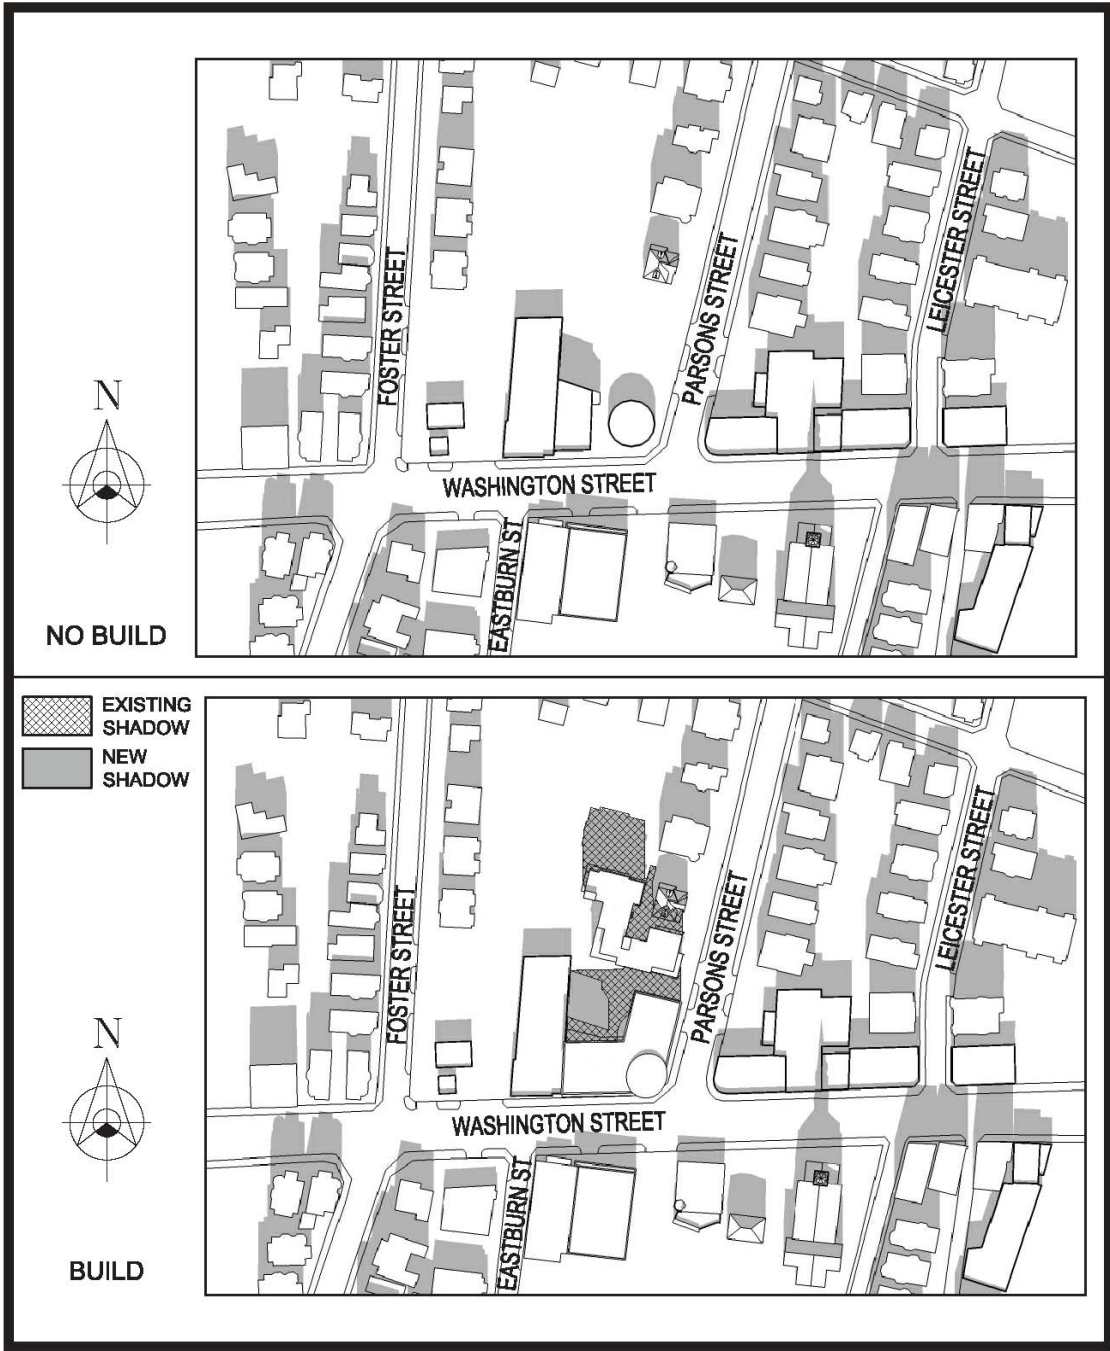 FOSTER STREET
PARSONS STREET
LEICESTER STREET
N
WASHINGTON STREET
EASTBURN ST
NO BUILD
EXISTING
SHADOW
NEW
SHADOW
FOSTER STREET
PARSONS STREET
LEICESTER STREET
N
WASHINGTON STREET
EASTBURN ST
BUILD